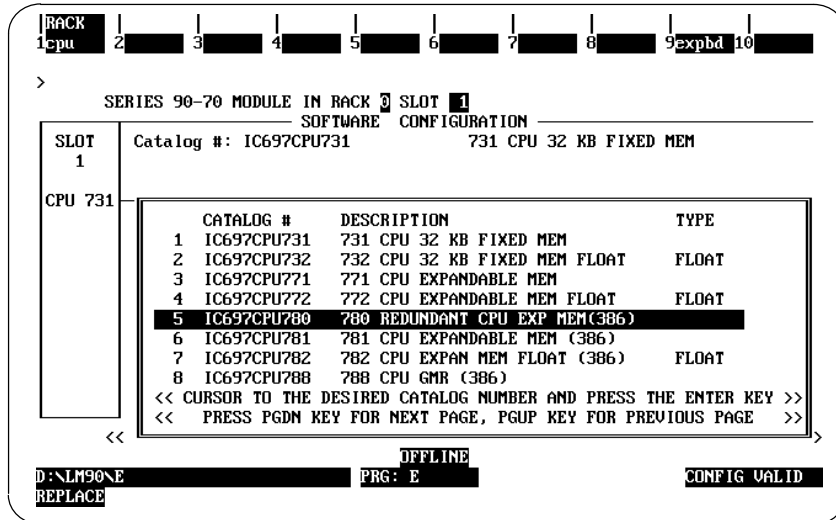 RACK
1cpu 2 3 4 5 6 7 8 9expbd 10
>
SERIES 90-70 MODULE IN RACK 0 SLOT 1
SOFTWARE CONFIGURATION
SLOT Catalog #: IC697CPU731 731 CPU 32 KB FIXED MEM
1
CPU 731
CATALOG # DESCRIPTION TYPE
1 IC697CPU731 731 CPU 32 KB FIXED MEM
2 IC697CPU732 732 CPU 32 KB FIXED MEM FLOAT FLOAT
3 IC697CPU771 771 CPU EXPANDABLE MEM
4 IC697CPU772 772 CPU EXPANDABLE MEM FLOAT FLOAT
5 IC697CPU780 780 REDUNDANT CPU EXP MEM(386)
6 IC697CPU781 781 CPU EXPANDABLE MEM (386)
7 IC697CPU782 782 CPU EXPAN MEM FLOAT (386) FLOAT
8 IC697CPU788 788 CPU GMR (386)
<< CURSOR TO THE DESIRED CATALOG NUMBER AND PRESS THE ENTER KEY >>
<< PRESS PGDN KEY FOR NEXT PAGE, PGUP KEY FOR PREVIOUS PAGE >>
<< >
OFFLINE
D:\LM90\E PRG: E CONFIG VALID
REPLACE